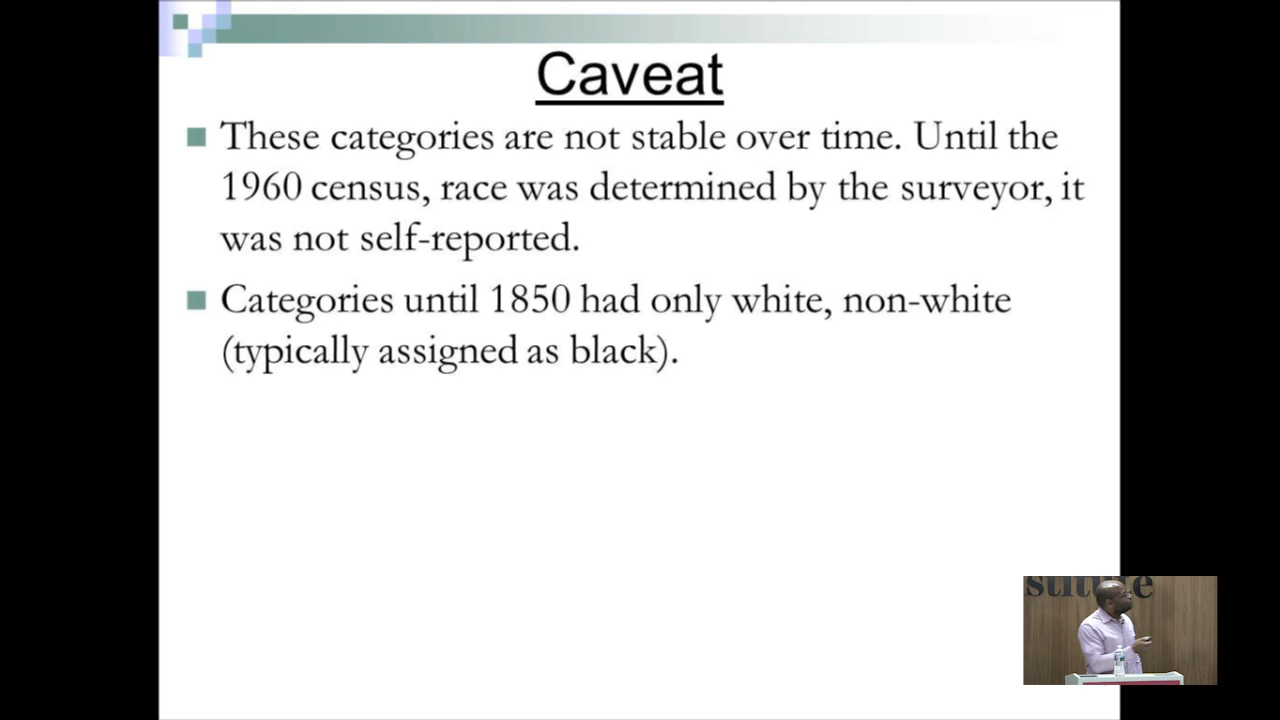 Caveat
These categories are not stable over time. Until the
1960 census, race was determined by the surveyor, it
was not self-reported.
Categories until 1850 had only white, non-white
(typically assigned as black).